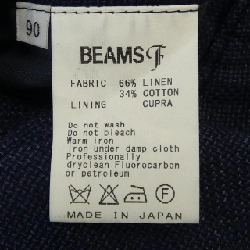 90
BEAMS F
FABRIC 66% LINEN
34% COTTON
LINING CUPRA
Do not wash
Do not bleach
Warm iron
Iron under damp cloth
Professionally
dryclean Fluorocarbon
or petroleum
F
MADE IN JAPAN